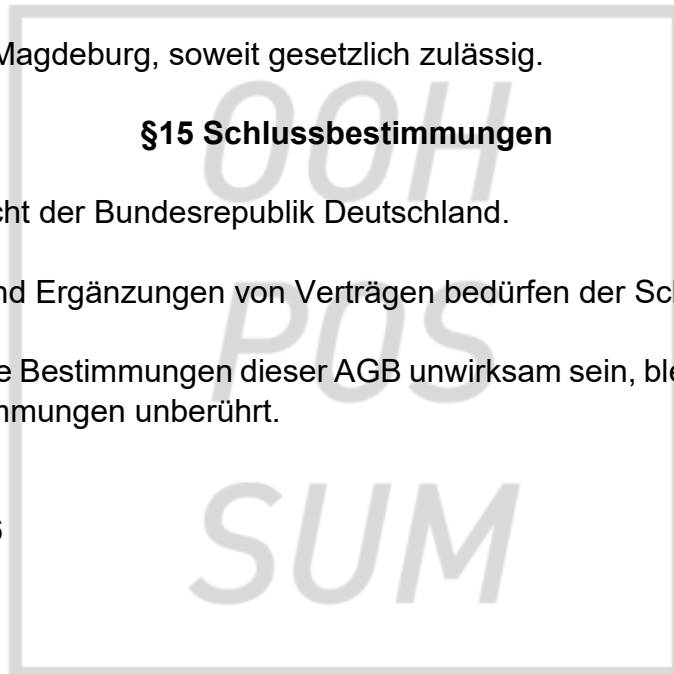 Magdeburg, soweit gesetzlich zulässig.
OOH
§15 Schlussbestimmungen
cht der Bundesrepublik Deutschland.
nd Ergänzungen von Verträgen bedürfen der Sc
POS
e Bestimmungen dieser AGB unwirksam sein, ble
mmungen unberührt.
SUM